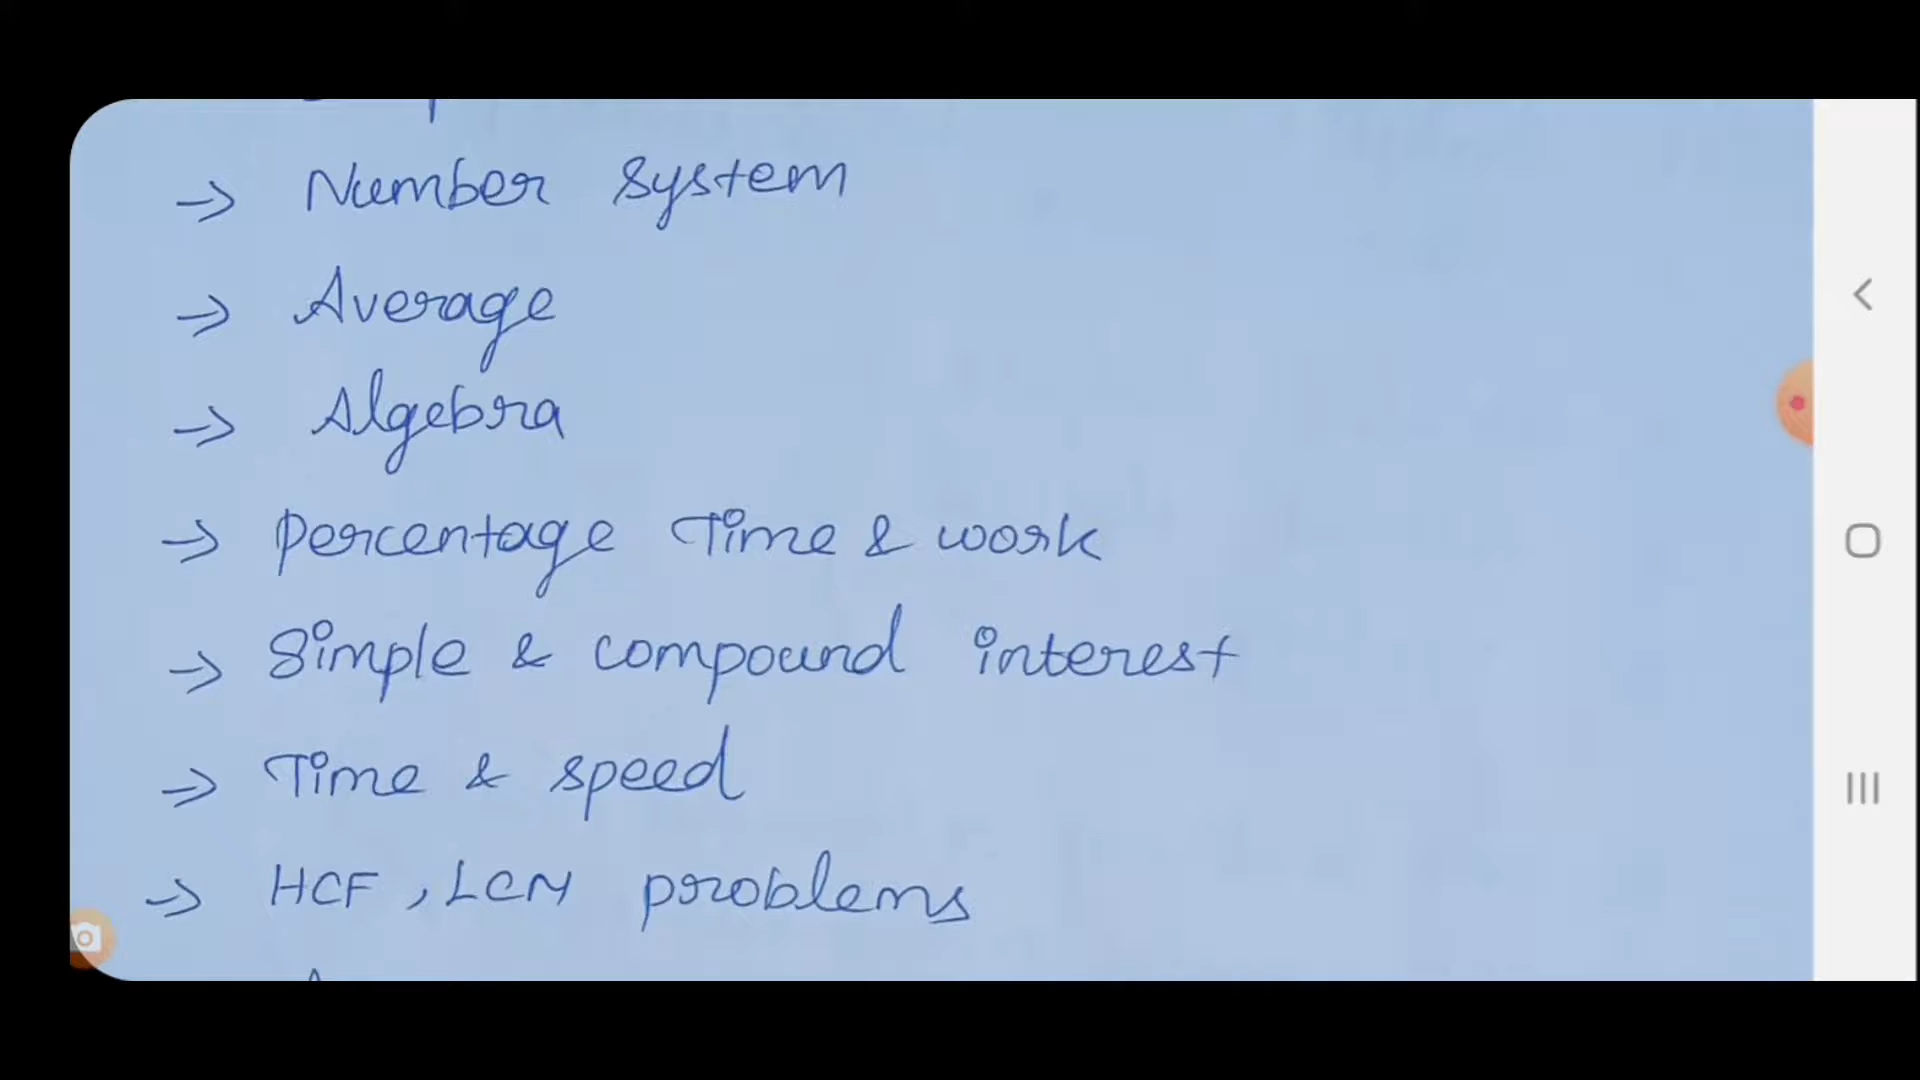 → Number system
→ Average
→ Algebra
→ Percentage Time & work
→ Simple & compound interest
→ Time & speed
→ HCF, LCM problems